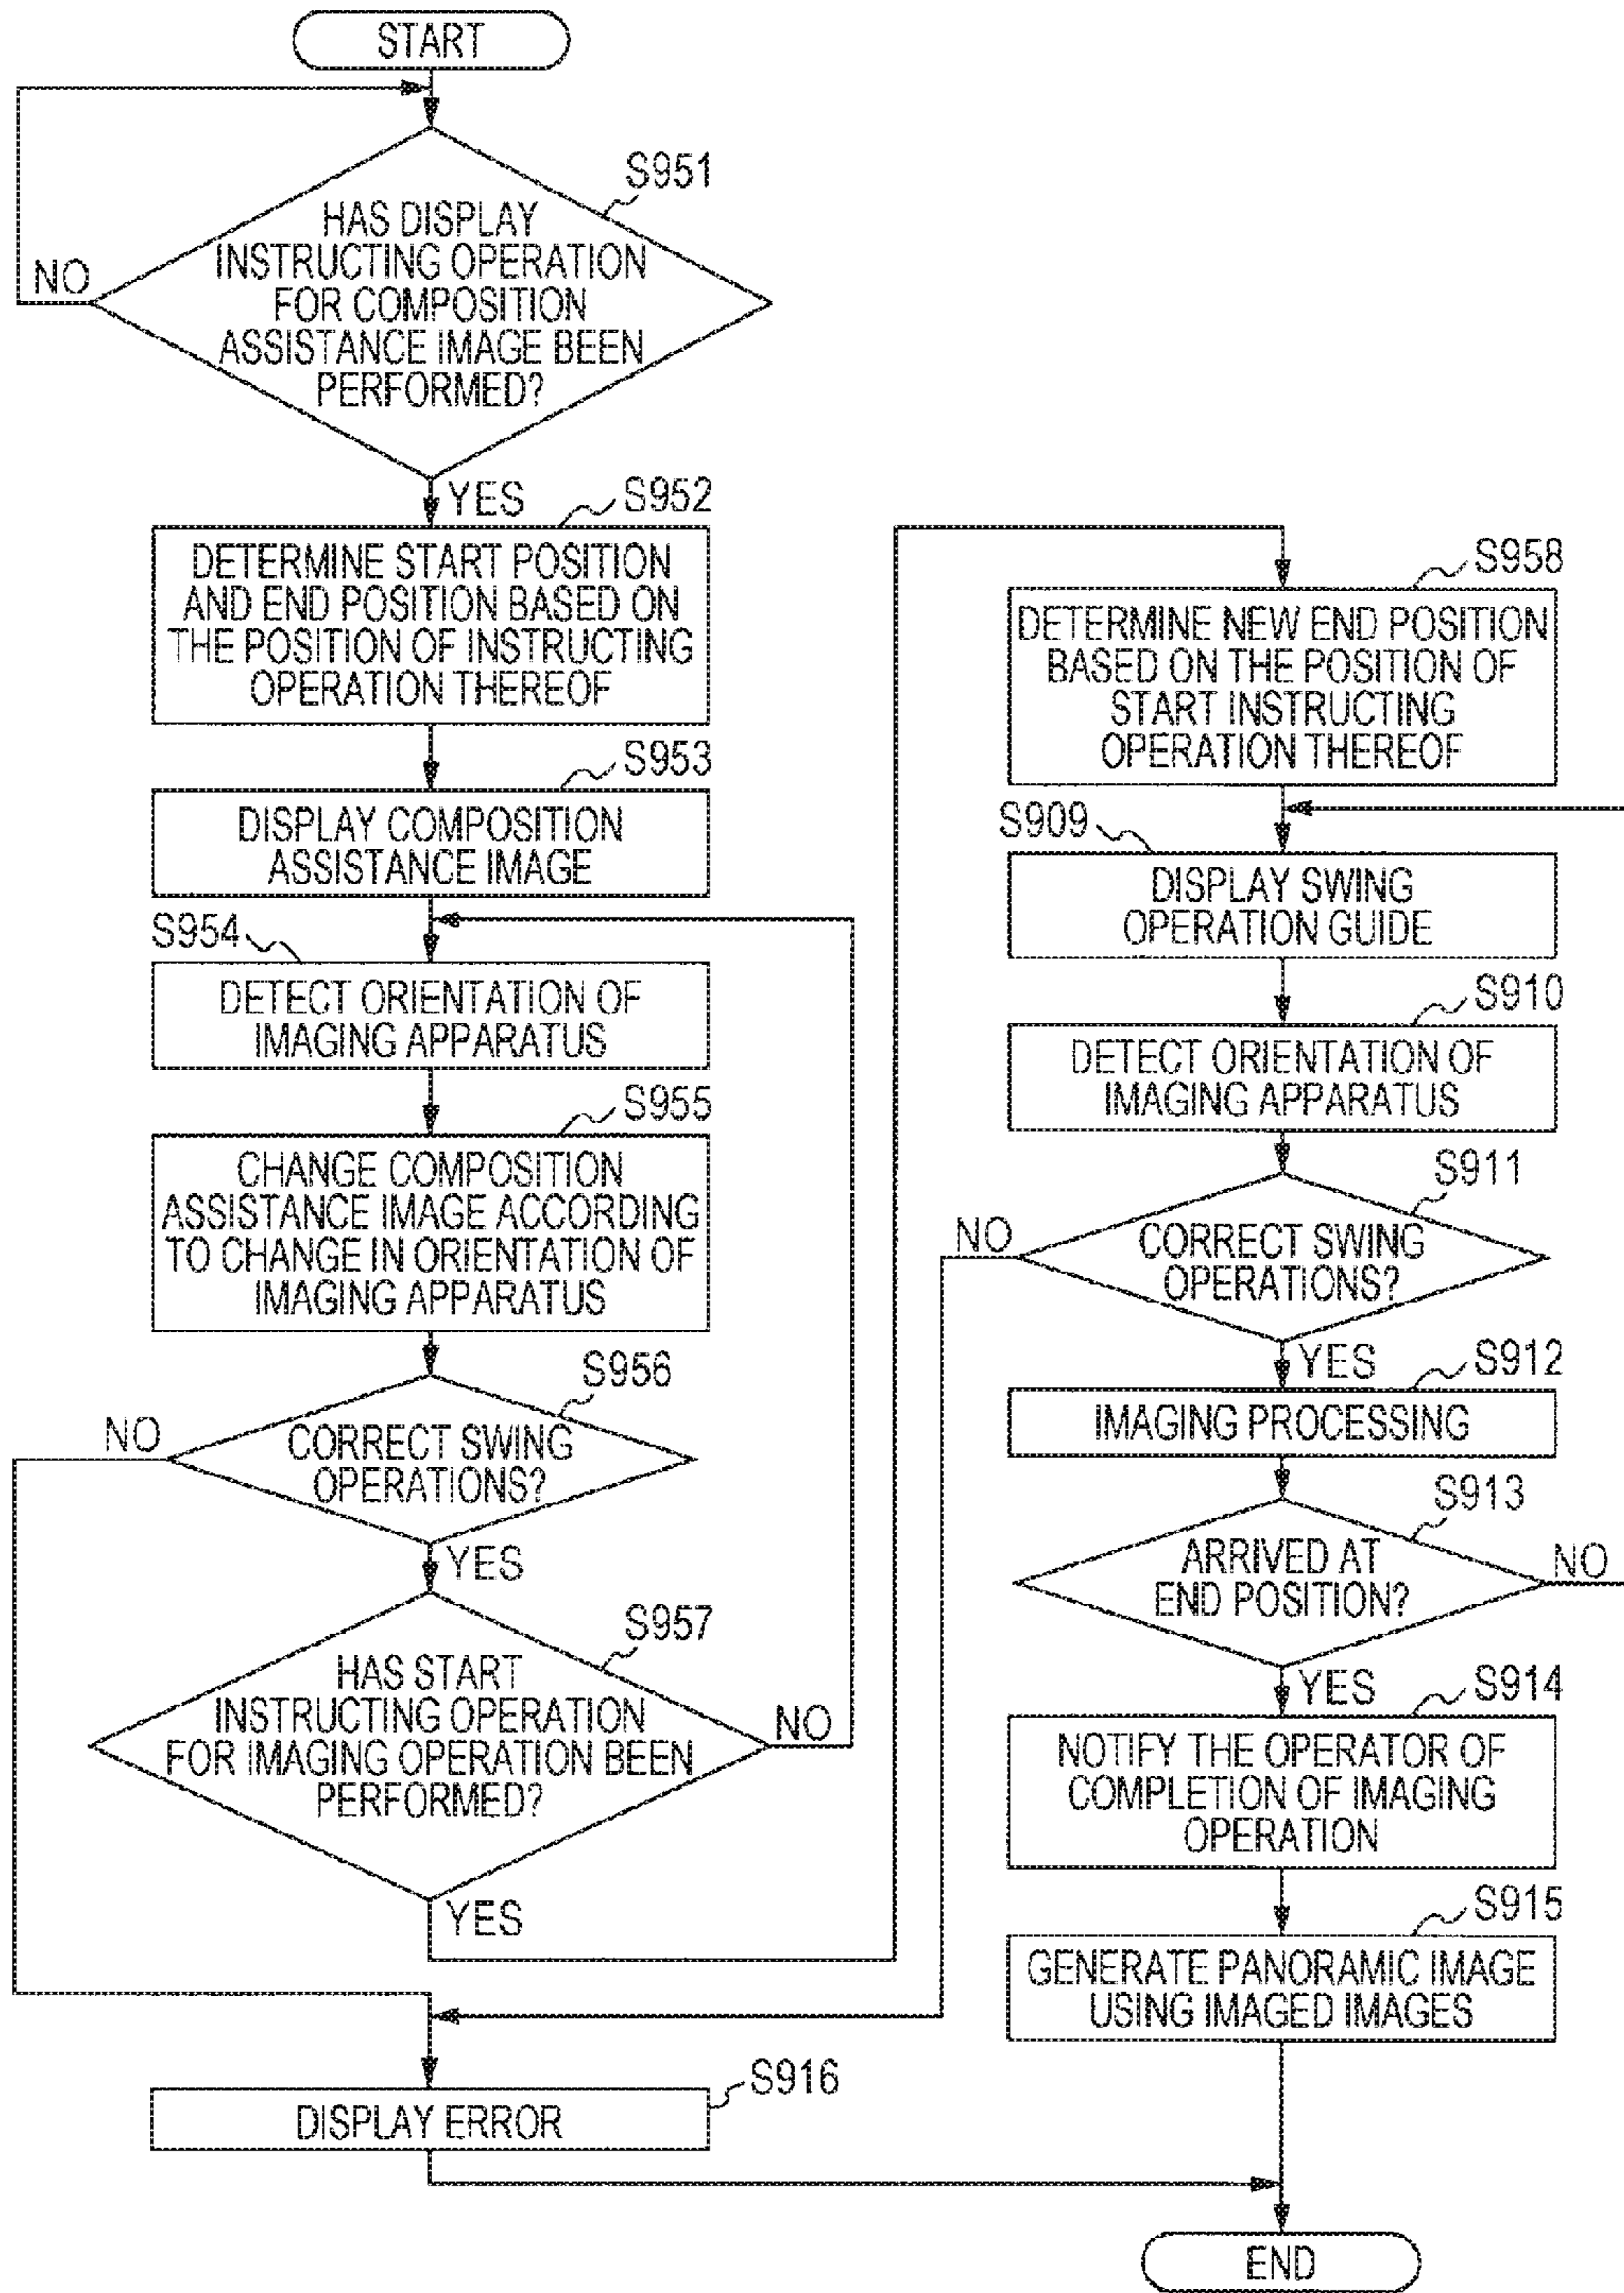 START
S951
HAS DISPLAY
INSTRUCTING OPERATION
FOR COMPOSITION
ASSISTANCE IMAGE BEEN
PERFORMED?
NO
YES
S952
DETERMINE START POSITION
AND END POSITION BASED ON
THE POSITION OF INSTRUCTING
OPERATION THEREOF
S953
DISPLAY COMPOSITION
ASSISTANCE IMAGE
S954
DETECT ORIENTATION OF
IMAGING APPARATUS
S955
CHANGE COMPOSITION
ASSISTANCE IMAGE ACCORDING
TO CHANGE IN ORIENTATION OF
IMAGING APPARATUS
S956
NO
CORRECT SWING
OPERATIONS?
YES
S957
HAS START
INSTRUCTING OPERATION
FOR IMAGING OPERATION BEEN
PERFORMED?
NO
YES
S916
DISPLAY ERROR
S958
DETERMINE NEW END POSITION
BASED ON THE POSITION OF
START INSTRUCTING
OPERATION THEREOF
S909
DISPLAY SWING
OPERATION GUIDE
S910
DETECT ORIENTATION OF
IMAGING APPARATUS
S911
NO
CORRECT SWING
OPERATIONS?
YES
S912
IMAGING PROCESSING
S913
ARRIVED AT
END POSITION?
NO
YES
S914
NOTIFY THE OPERATOR OF
COMPLETION OF IMAGING
OPERATION
S915
GENERATE PANORAMIC IMAGE
USING IMAGED IMAGES
END